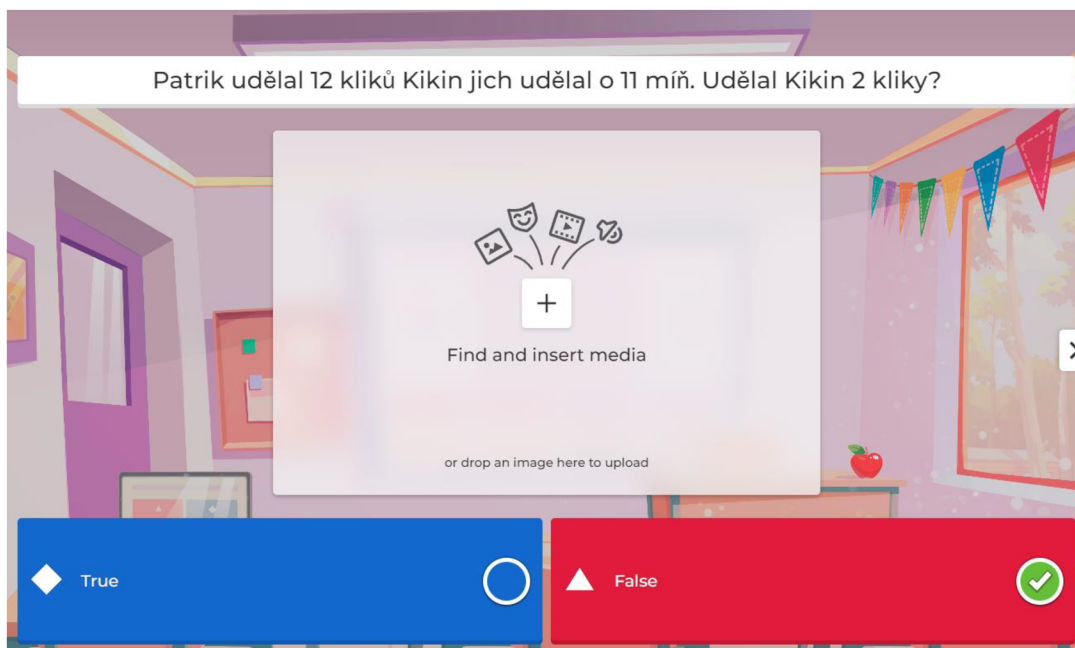 Patrik udělal 12 kliků Kikin jich udělal o 11 míň. Udělal Kikin 2 kliky?
Find and insert media
or drop an image here to upload
True
False